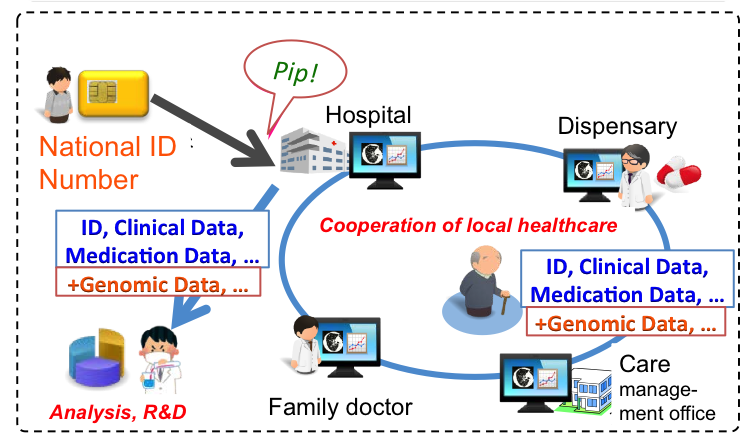 Pip!
Hospital
Dispensary
National ID :
Number
ID, Clinical Data,
Medication Data, ...
+Genomic Data, ...
Cooperation of local healthcare
ID, Clinical Data,
Medication Data, ...
+Genomic Data, ...
Analysis, R&D
Family doctor
Care
manage-
ment office